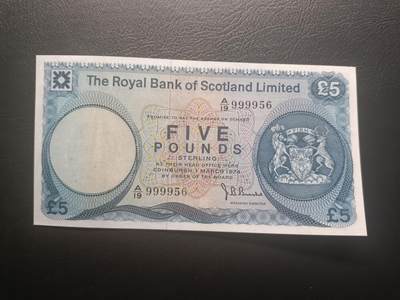 £5
The Royal Bank of Scotland Limited
£5
A/19 999956
PROMISE TO PAY THE BEARER ON DEMAND
FIVE
POUNDS
STERLING
AT THEIR HEAD OFFICE HERE
EDINBURGH 1 MARCH
BY ORDER OF THE BOARD
A/19 999956
FIRM
£5
MANAGING DIRECTOR
£5